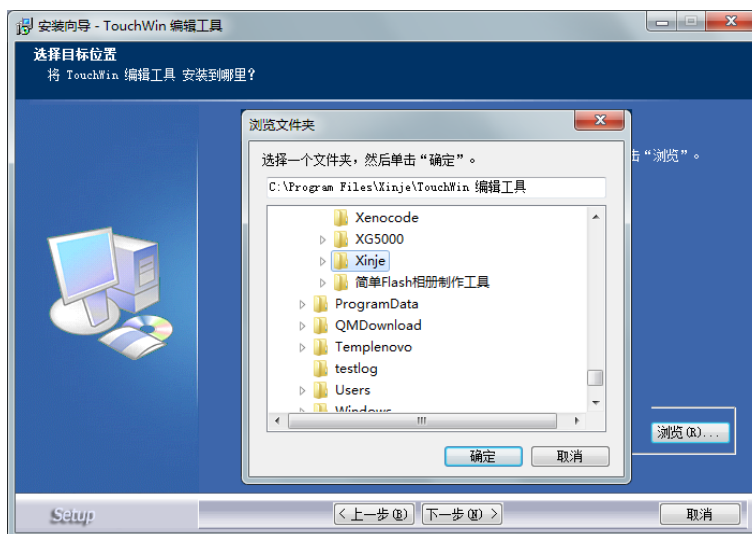 安装向导 - TouchWin 编辑工具
选择目标位置
将 TouchWin 编辑工具 安装到哪里?
浏览文件夹
选择一个文件夹，然后单击“确定”。
击“浏览”。
C:\Program Files\Xinje\TouchWin 编辑工具
Xenocode
XG5000
Xinje
简单Flash相册制作工具
ProgramData
QMDownload
Templenovo
testlog
Users
Windows
浏览(R)...
确定
取消
Setup
< 上一步(B)
下一步(N) >
取消